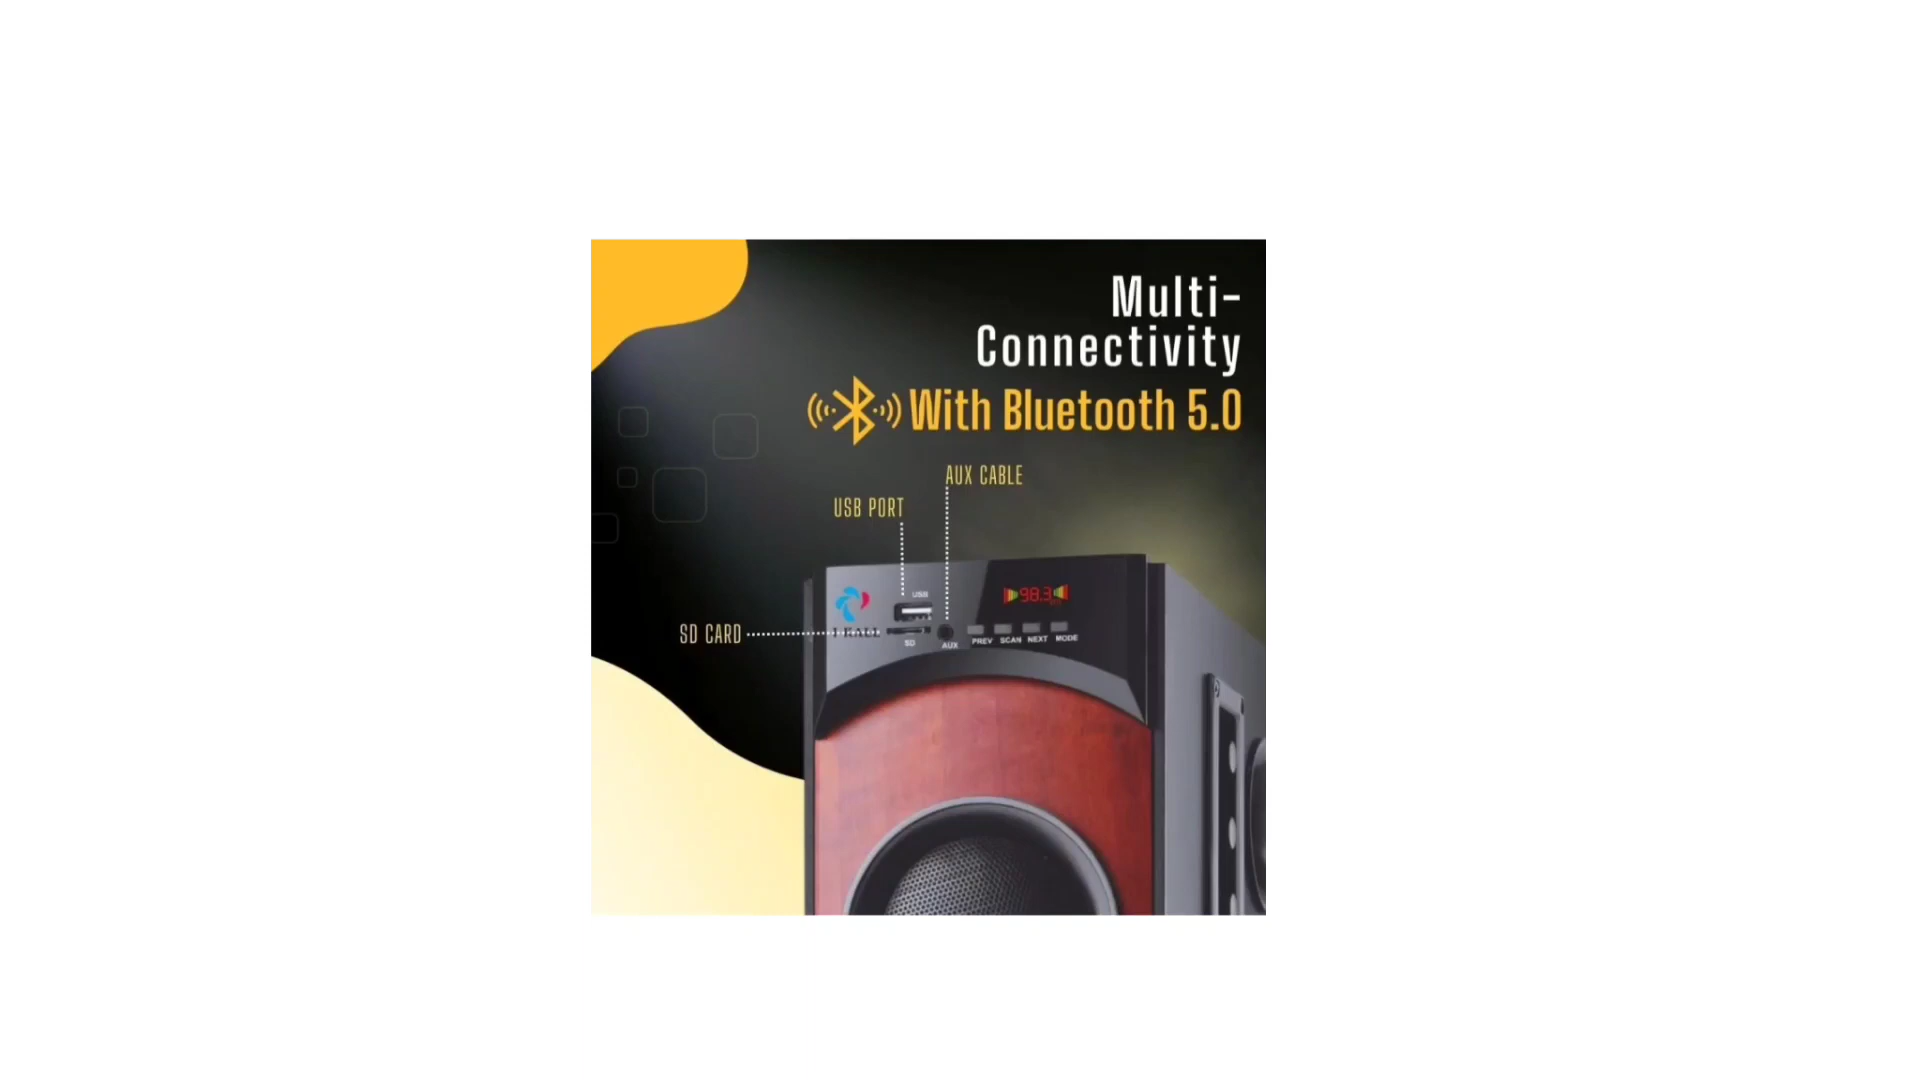 Multi-
Connectivity
With Bluetooth 5.0
AUX CABLE
USB PORT
USB
98.3
SD CARD
I KALL
SD
AUX
PREV SCAN NEXT MODE